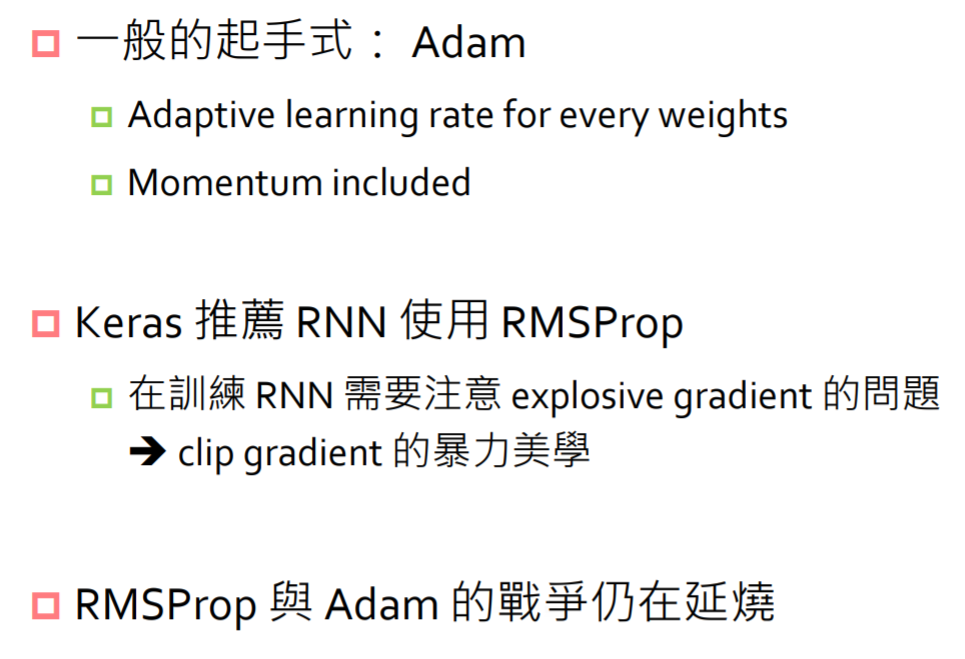 一般的起手式： Adam
Adaptive learning rate for every weights
Momentum included
Keras 推薦 RNN 使用 RMSProp
在訓練 RNN 需要注意 explosive gradient 的問題
➔ clip gradient 的暴力美學
RMSProp 與 Adam 的戰爭仍在延燒